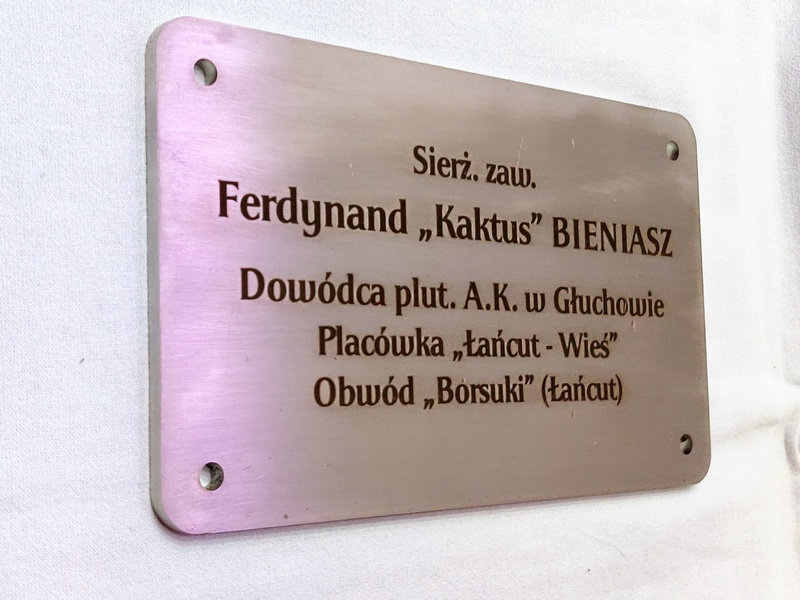 Sierż. zaw.
Ferdynand „Kaktus” BIENIASZ
Dowódca plut. A.K. w Głuchowie
Placówka „Łańcut - Wieś”
Obwód „Borsuki” (Łańcut)